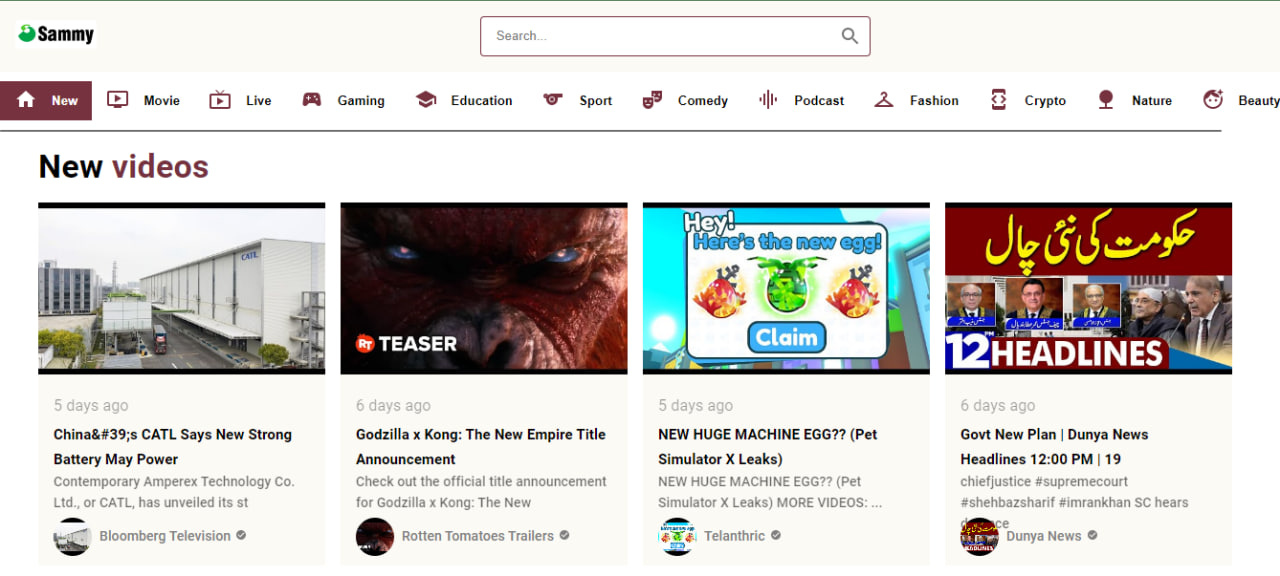 Sammy
Search...
New
Movie
Live
Gaming
Education
Sport
Comedy
Podcast
Fashion
Crypto
Nature
Beauty
New videos
CATL
RT TEASER
Hey!
Here's the new egg!
Claim
حکومت کی نئی چال
12 HEADLINES
5 days ago
China&#39;s CATL Says New Strong
Battery May Power
Contemporary Amperex Technology Co.
Ltd., or CATL, has unveiled its st
Bloomberg Television
6 days ago
Godzilla x Kong: The New Empire Title
Announcement
Check out the official title announcement
for Godzilla x Kong: The New
Rotten Tomatoes Trailers
5 days ago
NEW HUGE MACHINE EGG?? (Pet
Simulator X Leaks)
NEW HUGE MACHINE EGG?? (Pet
Simulator X Leaks) MORE VIDEOS: ...
Telanthric
6 days ago
Govt New Plan | Dunya News
Headlines 12:00 PM | 19
chiefjustice #supremecourt
#shehbazsharif #imrankhan SC hears
Dunya News